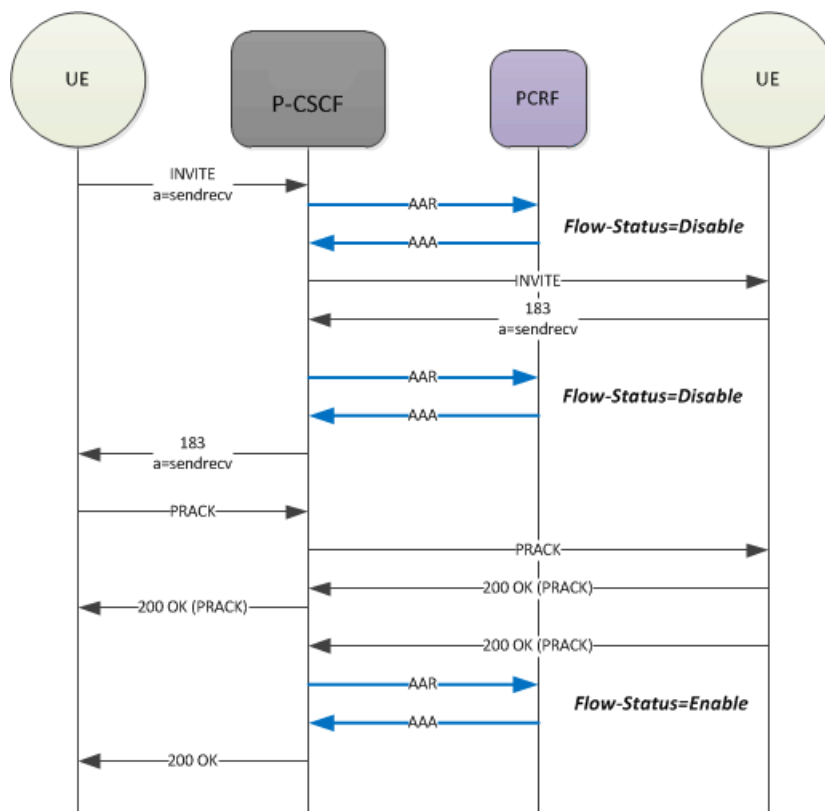 UE
P-CSCF
PCRF
UE
INVITE
a=sendrecv
AAR
Flow-Status=Disable
AAA
INVITE
183
a=sendrecv
AAR
Flow-Status=Disable
AAA
183
a=sendrecv
PRACK
PRACK
200 OK (PRACK)
200 OK (PRACK)
200 OK (PRACK)
AAR
Flow-Status=Enable
AAA
200 OK